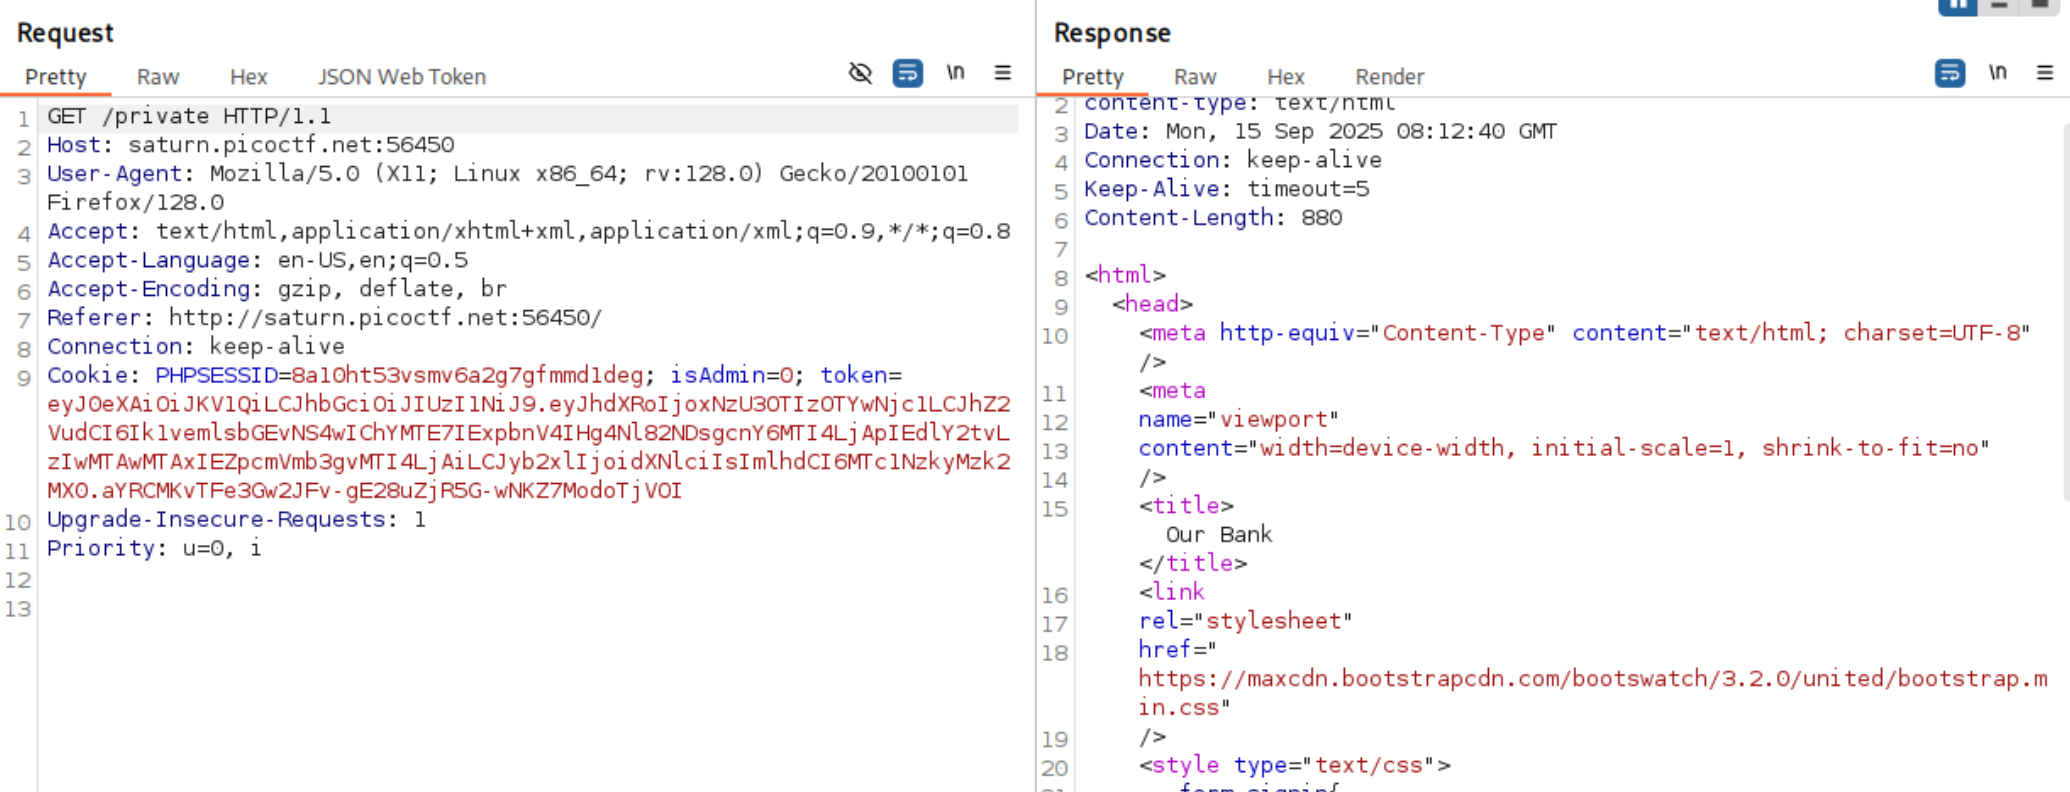 Request
Pretty Raw Hex JSON Web Token \n
1 GET /private HTTP/1.1
2 Host: saturn.picoctf.net:56450
3 User-Agent: Mozilla/5.0 (X11; Linux x86_64; rv:128.0) Gecko/20100101
Firefox/128.0
4 Accept: text/html,application/xhtml+xml,application/xml;q=0.9,*/*;q=0.8
5 Accept-Language: en-US,en;q=0.5
6 Accept-Encoding: gzip, deflate, br
7 Referer: http://saturn.picoctf.net:56450/
8 Connection: keep-alive
9 Cookie: PHPSESSID=8a10ht53vsmv6a2g7gfmmd1deg; isAdmin=0; token=
eyJ0eXAiOiJKV1QiLCJhbGciOiJIUzI1NiJ9.eyJhdXRoIjoxNzU3OTIzOTYwNjc1LCJhZ2
VudCI6Ik1vemlsbGEvNS4wIChYMTE7IExpbnV4IHg4Nl82NDsgcnY6MTI4LjApIEdlY2tvL
zIwMTAwMTAxIEZpcmVmb3gvMTI4LjAiLCJyb2xlIjoidXNlciIsImlhdCI6MTc1NzkyMzk2
MX0.aYRCMKvTFe3Gw2JFv-gE28uZjR5G-wNKZ7ModoTjVOI
10 Upgrade-Insecure-Requests: 1
11 Priority: u=0, i
12
13
Response
Pretty Raw Hex Render \n
2 content-type: text/html
3 Date: Mon, 15 Sep 2025 08:12:40 GMT
4 Connection: keep-alive
5 Keep-Alive: timeout=5
6 Content-Length: 880
7
8 <html>
9 <head>
10 <meta http-equiv="Content-Type" content="text/html; charset=UTF-8"
/>
11 <meta
12 name="viewport"
13 content="width=device-width, initial-scale=1, shrink-to-fit=no"
14 />
15 <title>
Our Bank
</title>
16 <link
17 rel="stylesheet"
18 href="
https://maxcdn.bootstrapcdn.com/bootswatch/3.2.0/united/bootstrap.m
in.css"
19 />
20 <style type="text/css">